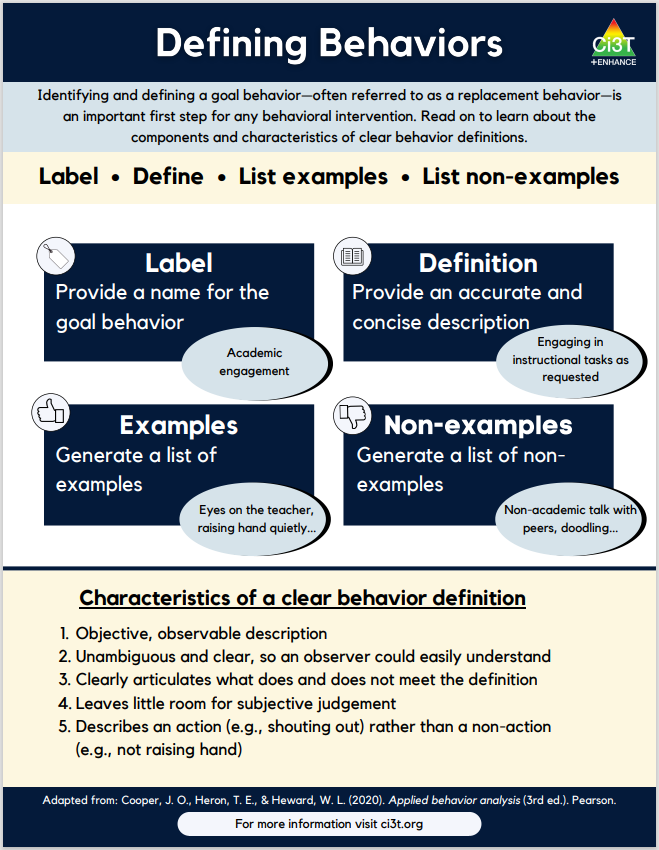 Defining Behaviors
Ci3T
+ENHANCE
Identifying and defining a goal behavior—often referred to as a replacement behavior—is
an important first step for any behavioral intervention. Read on to learn about the
components and characteristics of clear behavior definitions.
Label • Define • List examples • List non-examples
Label
Provide a name for the
goal behavior
Academic
engagement
Definition
Provide an accurate and
concise description
Engaging in
instructional tasks as
requested
Examples
Generate a list of
examples
Eyes on the teacher,
raising hand quietly...
Non-examples
Generate a list of non-
examples
Non-academic talk with
peers, doodling...
Characteristics of a clear behavior definition
1. Objective, observable description
2. Unambiguous and clear, so an observer could easily understand
3. Clearly articulates what does and does not meet the definition
4. Leaves little room for subjective judgement
5. Describes an action (e.g., shouting out) rather than a non-action
(e.g., not raising hand)
Adapted from: Cooper, J. O., Heron, T. E., & Heward, W. L. (2020). Applied behavior analysis (3rd ed.). Pearson.
For more information visit ci3t.org